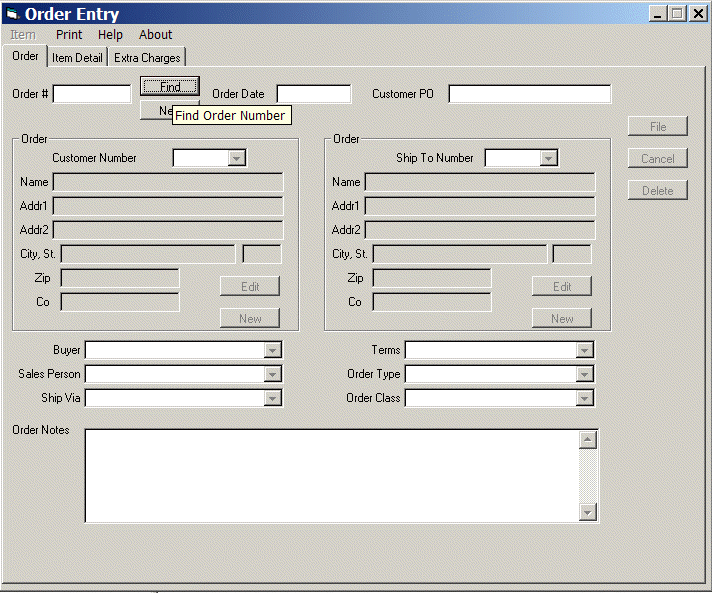 Order Entry
Item Print Help About
Order Item Detail Extra Charges
Order # Find Order Date Customer PO
Find Order Number
File
Order Order
Customer Number Ship To Number Cancel
Name Name Delete
Addr1 Addr1
Addr2 Addr2
City, St. City, St.
Zip Edit Zip Edit
Co New Co New
Buyer Terms
Sales Person Order Type
Ship Via Order Class
Order Notes